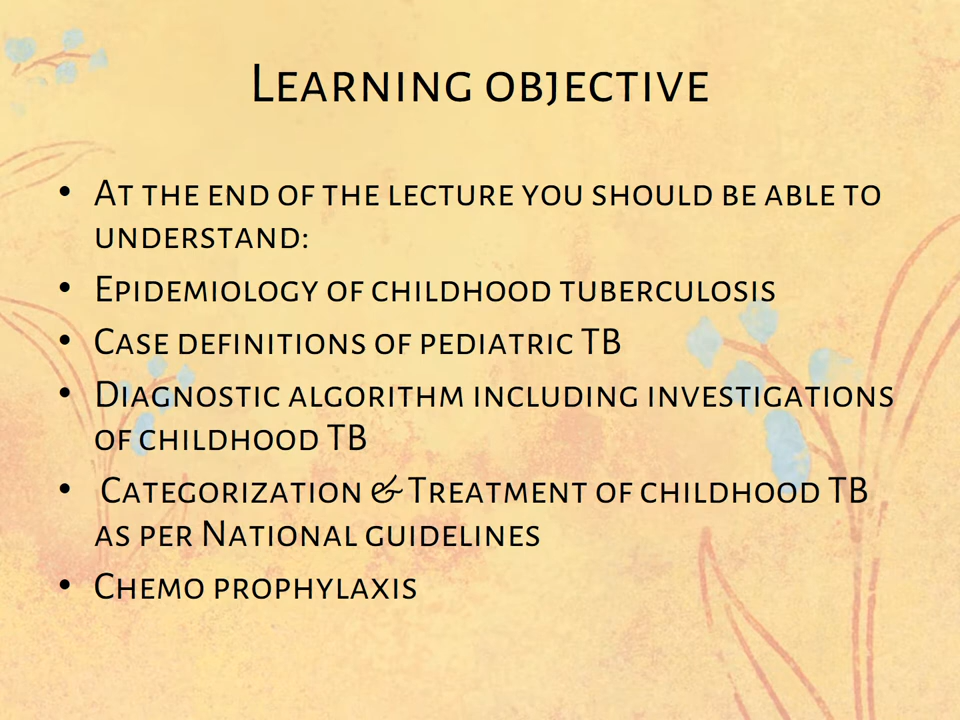 Learning objective
• At the end of the lecture you should be able to
understand:
• Epidemiology of childhood tuberculosis
• Case definitions of pediatric TB
• Diagnostic algorithm including investigations
of childhood TB
• Categorization & Treatment of childhood TB
as per National guidelines
• Chemo prophylaxis